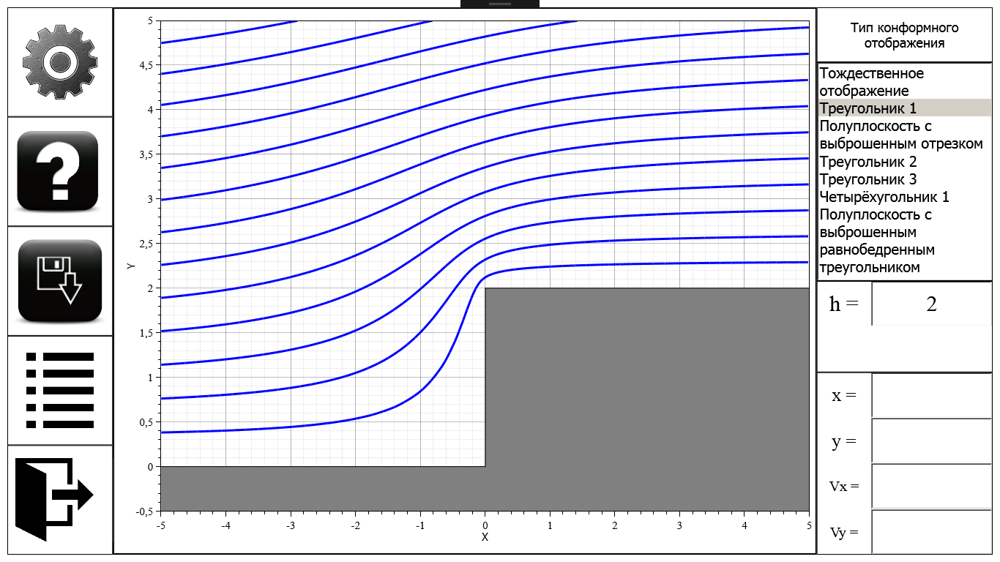 5
4,5
4
3,5
3
2,5
2
1,5
1
0,5
0
-0,5
Y
-5
-4
-3
-2
-1
0
1
2
3
4
5
X
Тип конформного
отображения
Тождественное
отображение
Треугольник 1
Полуплоскость с
выброшенным отрезком
Треугольник 2
Треугольник 3
Четырёхугольник 1
Полуплоскость с
выброшенным
равнобедренным
треугольником
h = 2
x =
y =
Vx =
Vy =
?